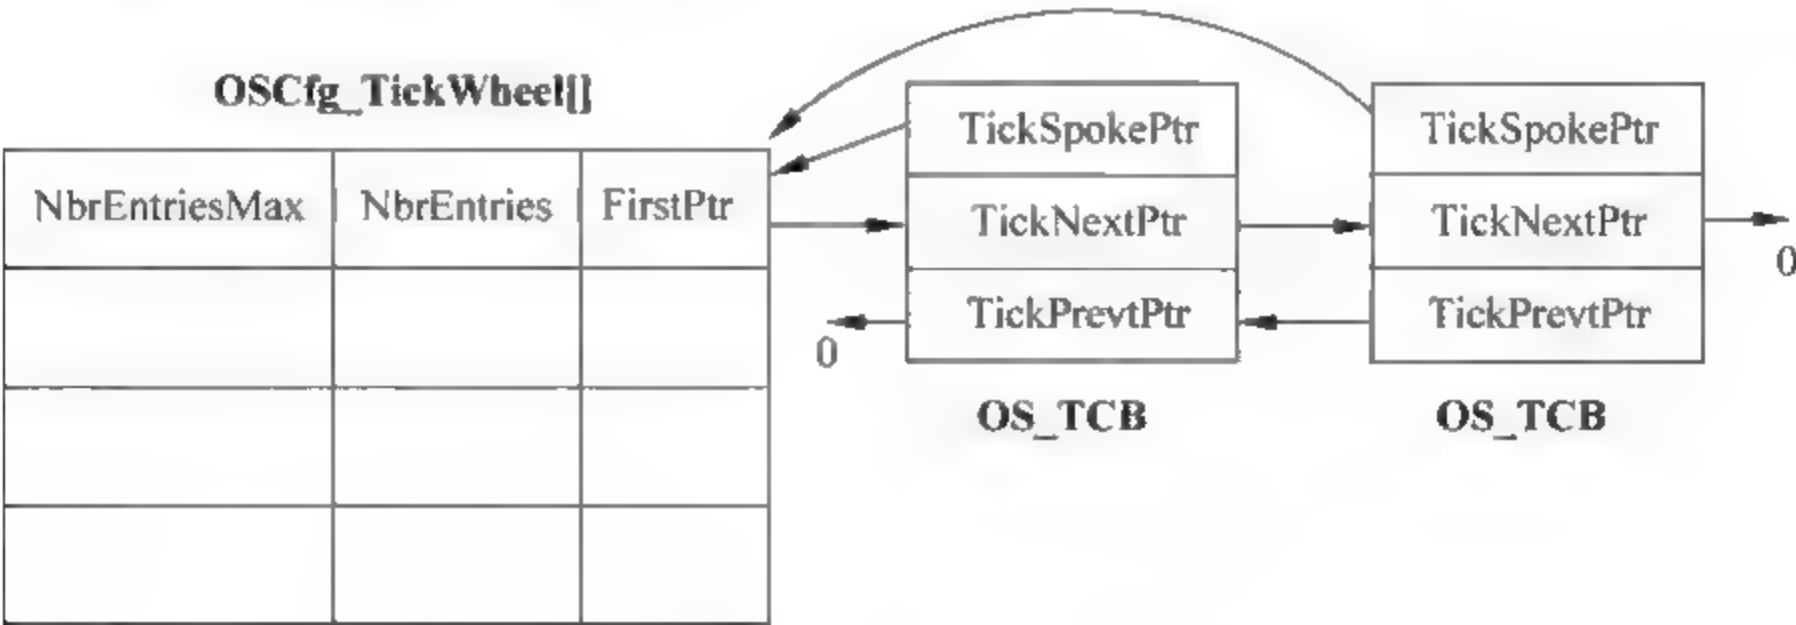 OSCfg_TickWheel[]
NbrEntriesMax NbrEntries FirstPtr
TickSpokePtr
TickNextPtr
TickPrevtPtr
0
OS_TCB
TickSpokePtr
TickNextPtr
TickPrevtPtr
0
OS_TCB